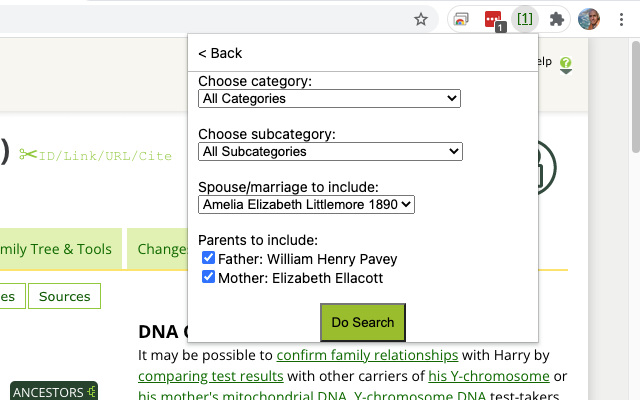 [1]
1
< Back
elp
Choose category:
All Categories
Choose subcategory:
All Subcategories
) ID/Link/URL/Cite
Spouse/marriage to include:
Amelia Elizabeth Littlemore 1890
Parents to include:
mily Tree & Tools
Changes
Father: William Henry Pavey
Mother: Elizabeth Ellacott
es
Sources
Do Search
DNA
It may be possible to confirm family relationships with Harry by
comparing test results with other carriers of his Y-chromosome or
ANCESTORS
his mother's mitochondrial DNA. Y-chromosome DNA test-takers